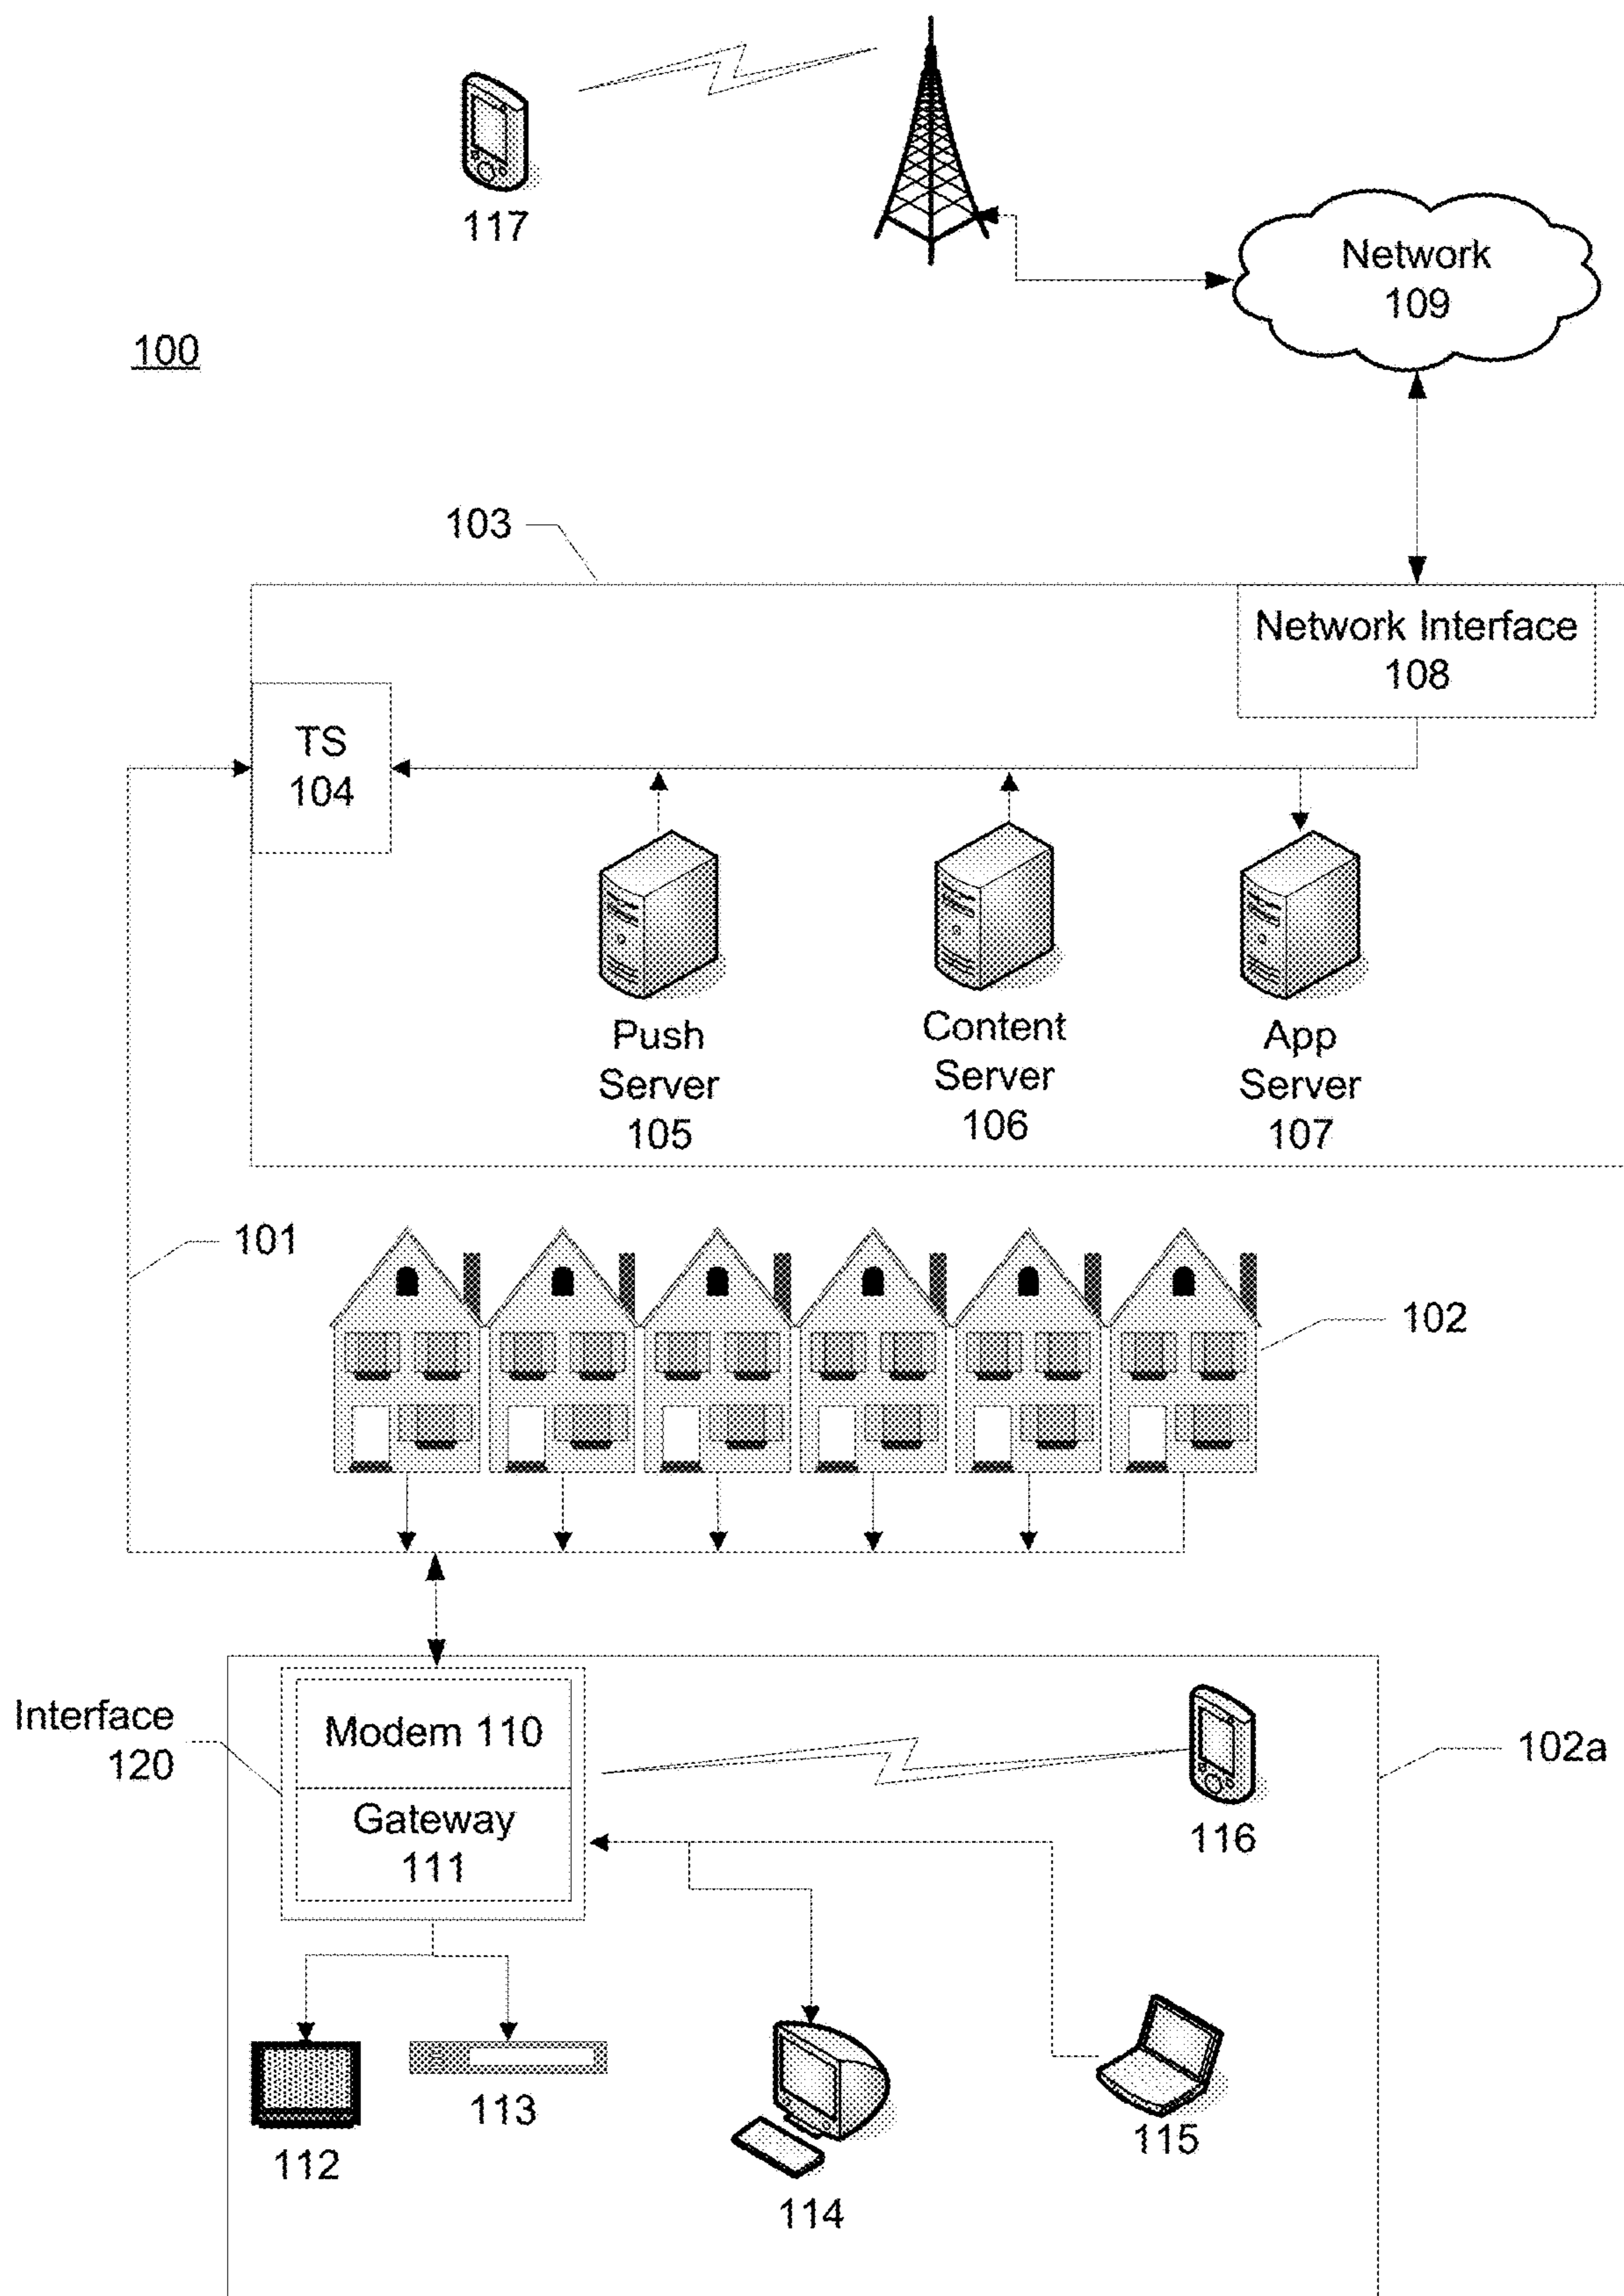 117
Network
109
100
103
Network Interface
108
TS
104
Push
Server
105
Content
Server
106
App
Server
107
101
102
Interface
120
Modem 110
Gateway
111
116
102a
112
113
114
115